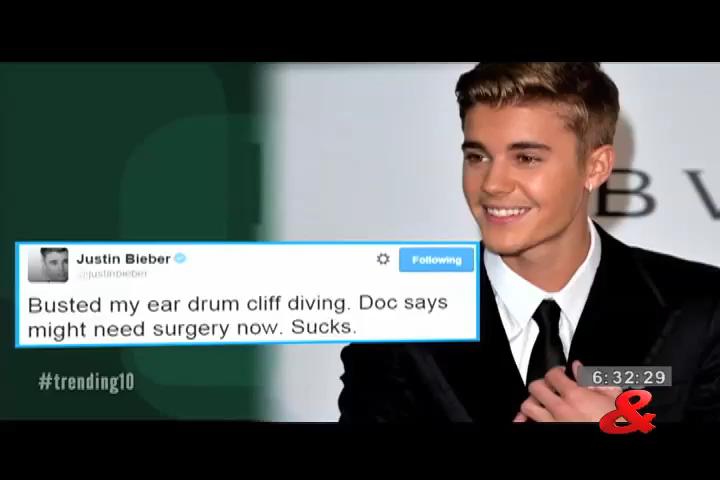 B V
Justin Bieber
@justinbieber
Following
Busted my ear drum cliff diving. Doc says
might need surgery now. Sucks.
#trending10
6:32:29
&